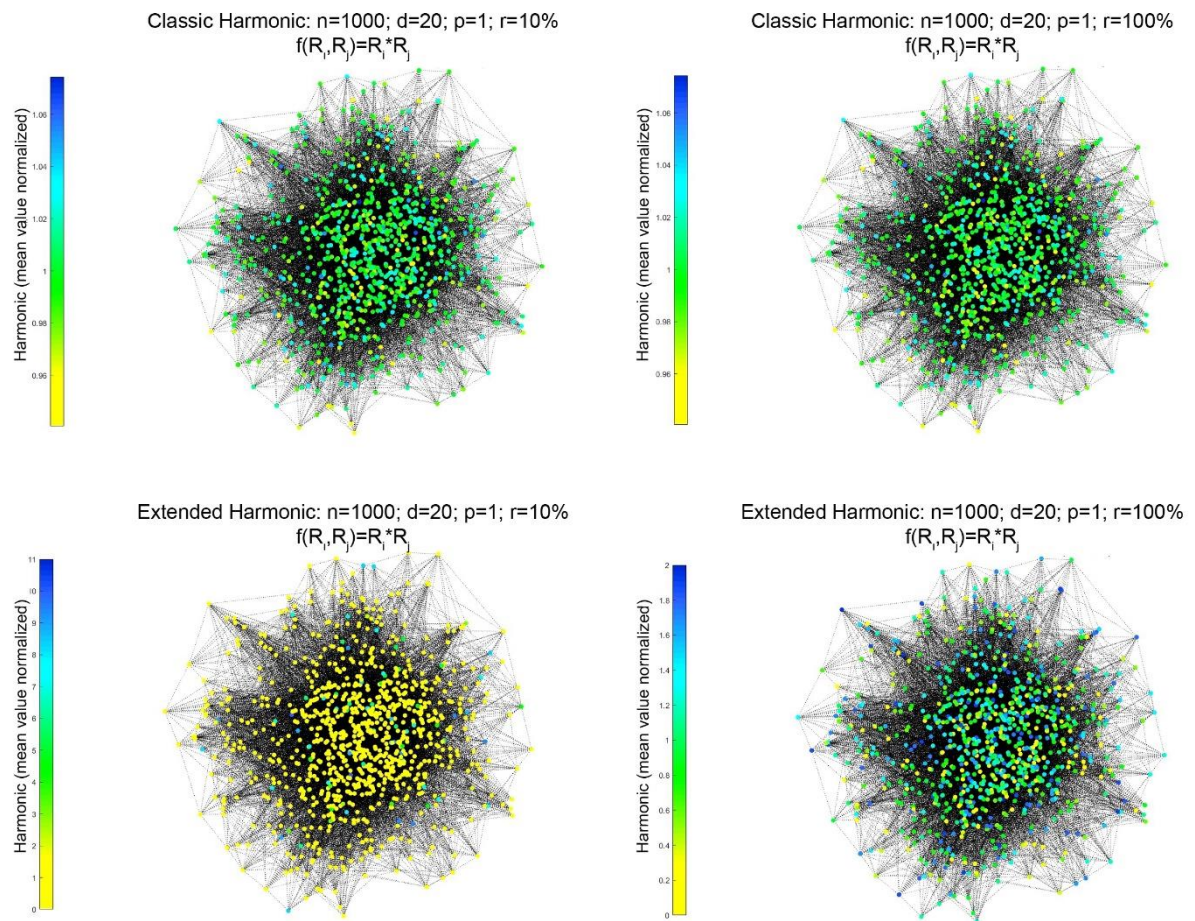 Classic Harmonic: n=1000; d=20; p=1; r=10%
f(R_i,R_j)=R_i*R_j
Harmonic (mean value normalized)
1.06
1.04
1.02
1
0.98
0.96
Classic Harmonic: n=1000; d=20; p=1; r=100%
f(R_i,R_j)=R_i*R_j
Harmonic (mean value normalized)
1.06
1.04
1.02
1
0.98
0.96
Extended Harmonic: n=1000; d=20; p=1; r=10%
f(R_i,R_j)=R_i*R_j
Harmonic (mean value normalized)
11
10
9
8
7
6
5
4
3
2
1
0
Extended Harmonic: n=1000; d=20; p=1; r=100%
f(R_i,R_j)=R_i*R_j
Harmonic (mean value normalized)
2
1.8
1.6
1.4
1.2
1
0.8
0.6
0.4
0.2
0